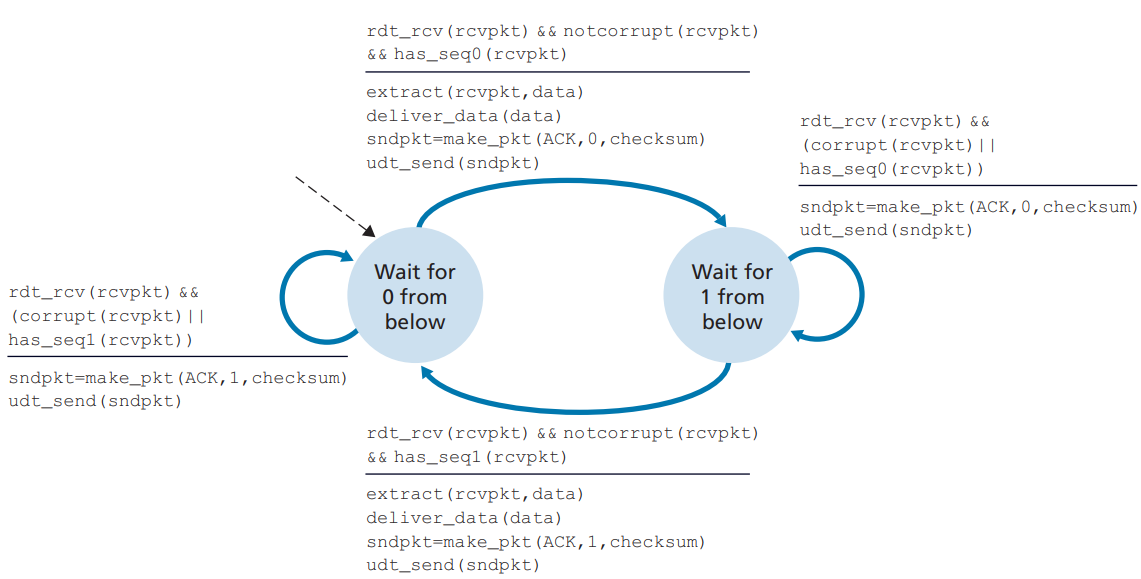 rdt_rcv(rcvpkt) && notcorrupt(rcvpkt)
&& has_seq0(rcvpkt)
extract(rcvpkt,data)
deliver_data(data)
sndpkt=make_pkt(ACK,0,checksum)
udt_send(sndpkt)
rdt_rcv(rcvpkt) &&
(corrupt(rcvpkt)||
has_seq0(rcvpkt))
sndpkt=make_pkt(ACK,0,checksum)
udt_send(sndpkt)
Wait for
0 from
below
Wait for
1 from
below
rdt_rcv(rcvpkt) &&
(corrupt(rcvpkt)||
has_seq1(rcvpkt))
sndpkt=make_pkt(ACK,1,checksum)
udt_send(sndpkt)
rdt_rcv(rcvpkt) && notcorrupt(rcvpkt)
&& has_seq1(rcvpkt)
extract(rcvpkt,data)
deliver_data(data)
sndpkt=make_pkt(ACK,1,checksum)
udt_send(sndpkt)